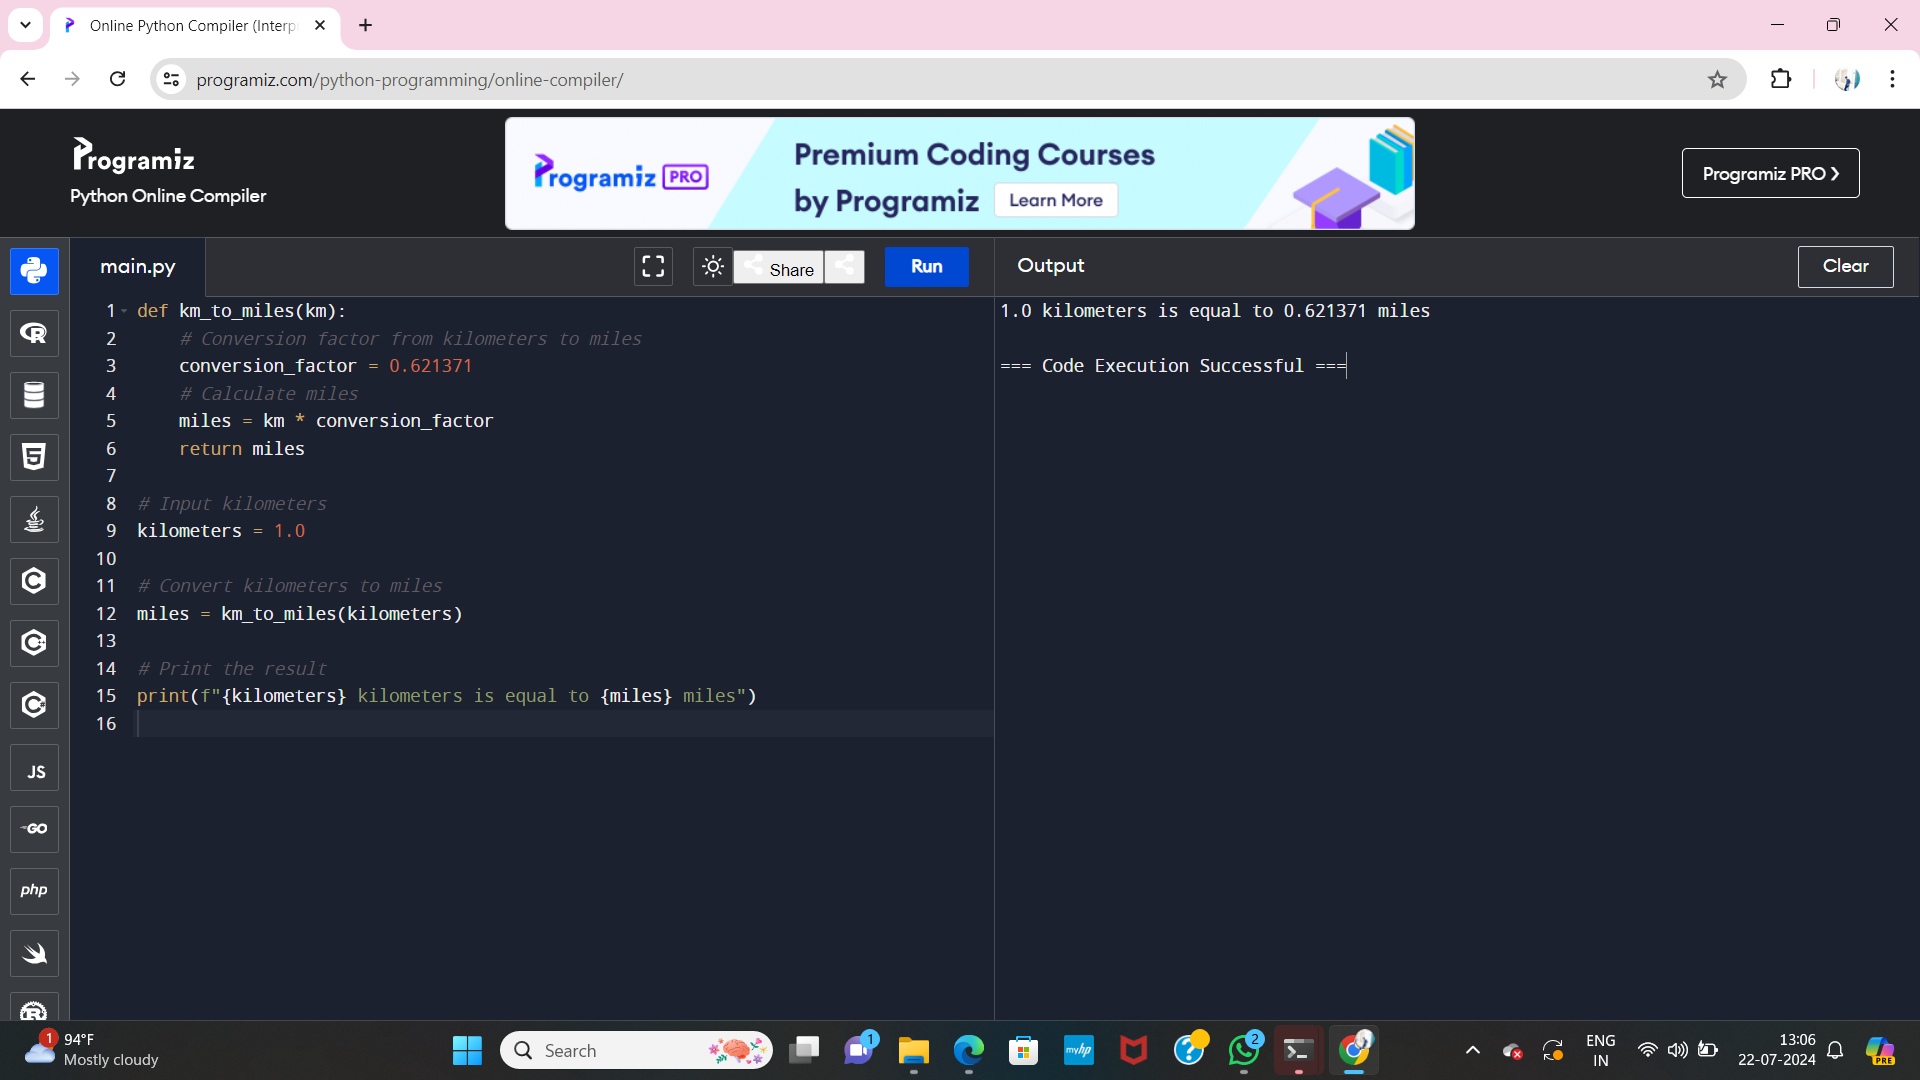 Online Python Compiler (Interp
programiz.com/python-programming/online-compiler/
Programiz
Python Online Compiler
Programiz PRO
Premium Coding Courses
by Programiz Learn More
Programiz PRO ❯
main.py
Share
Run
Output
Clear
1 def km_to_miles(km):
2     # Conversion factor from kilometers to miles
3     conversion_factor = 0.621371
4     # Calculate miles
5     miles = km * conversion_factor
6     return miles
7
8 # Input kilometers
9 kilometers = 1.0
10
11 # Convert kilometers to miles
12 miles = km_to_miles(kilometers)
13
14 # Print the result
15 print(f"{kilometers} kilometers is equal to {miles} miles")
16
1.0 kilometers is equal to 0.621371 miles
=== Code Execution Successful ===
R
5
C
C++
C#
JS
GO
php
R
1
94°F
Mostly cloudy
Search
1
myhp
?
2
ENG
IN
13:06
22-07-2024
PRE